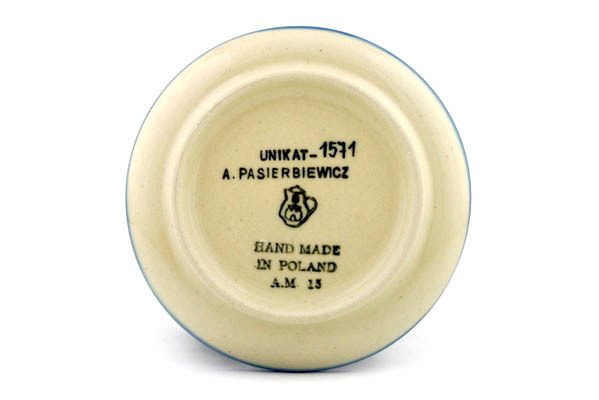 UNIKAT-1571
A. PASIERBIEWICZ
HAND MADE
IN POLAND
A.M 15